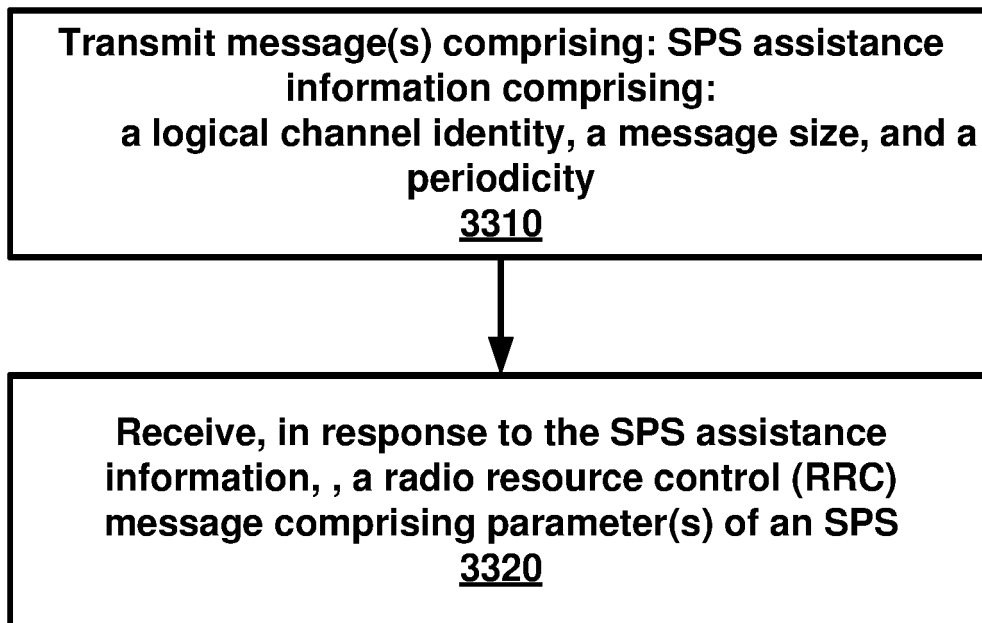 Transmit message(s) comprising: SPS assistance
information comprising:
a logical channel identity, a message size, and a
periodicity
3310
Receive, in response to the SPS assistance
information, , a radio resource control (RRC)
message comprising parameter(s) of an SPS
3320